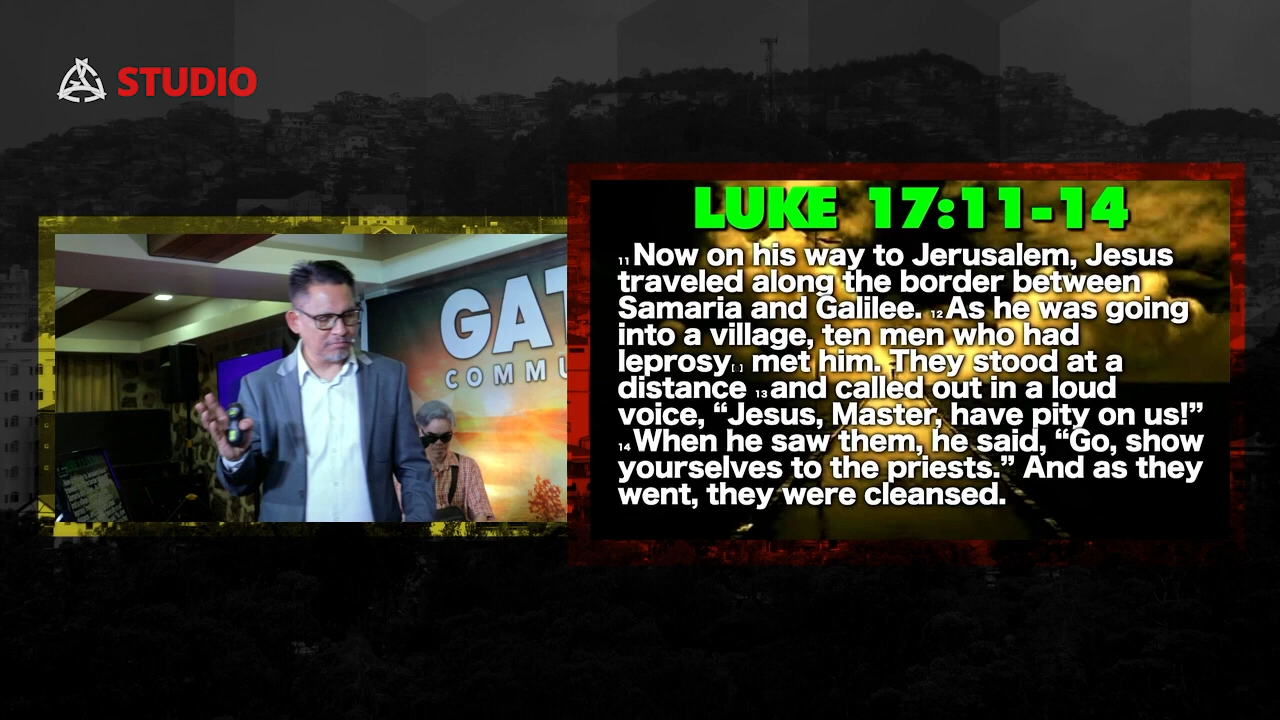 STUDIO
GAT
COMMU
LUKE 17:11-14
11 Now on his way to Jerusalem, Jesus
traveled along the border between
Samaria and Galilee. 12 As he was going
into a village, ten men who had
leprosy[ ] met him. They stood at a
distance 13 and called out in a loud
voice, “Jesus, Master, have pity on us!”
14 When he saw them, he said, “Go, show
yourselves to the priests.” And as they
went, they were cleansed.